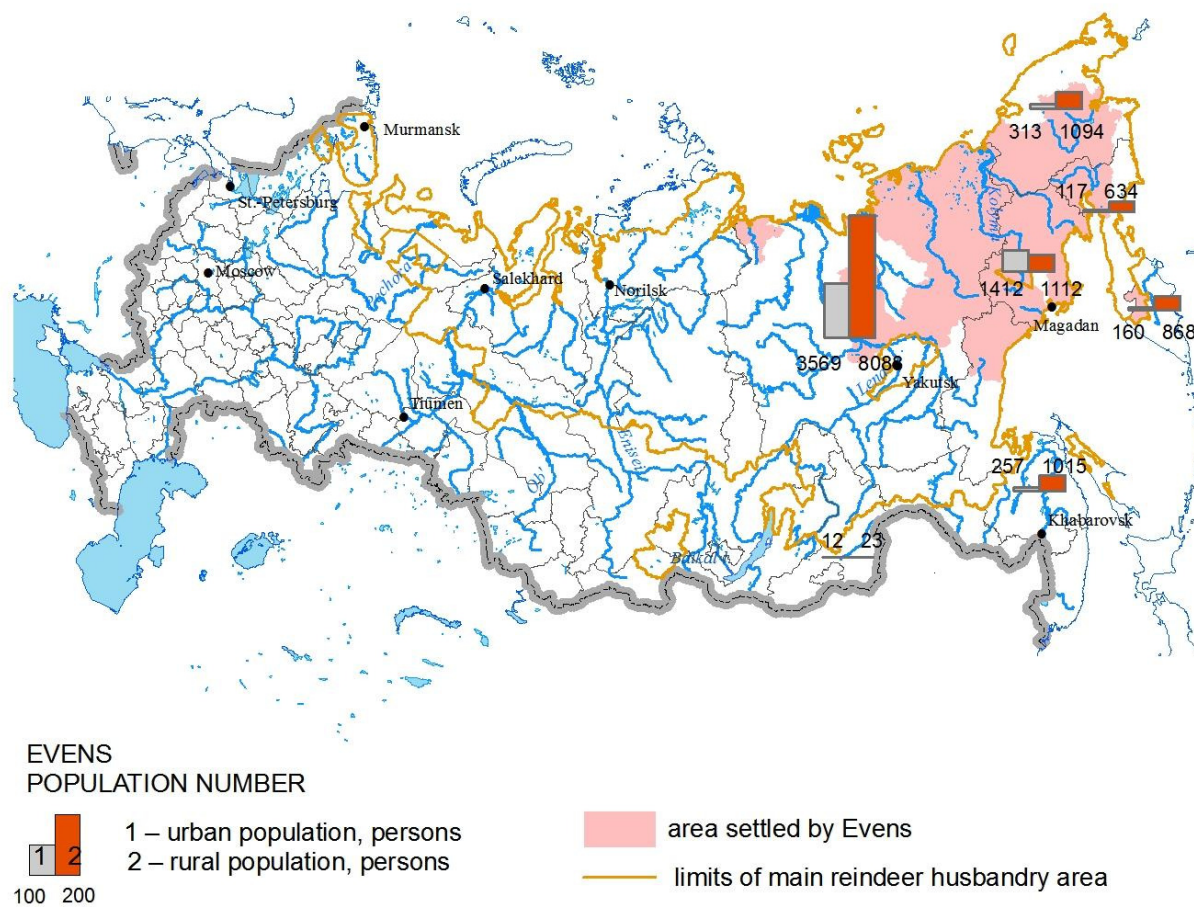 Murmansk
313 1094
St.-Petersburg
117 634
Moscow
Pechora
Salekhard
Norilsk
1412 1112
Magadan
160 868
3569 8088
Lena
Yakutsk
Tiumen
Enisei
Ob'
257 1015
Khabarovsk
12 23
Baikal
EVENS
POPULATION NUMBER
1 2
100 200
1 – urban population, persons
2 – rural population, persons
area settled by Evens
limits of main reindeer husbandry area